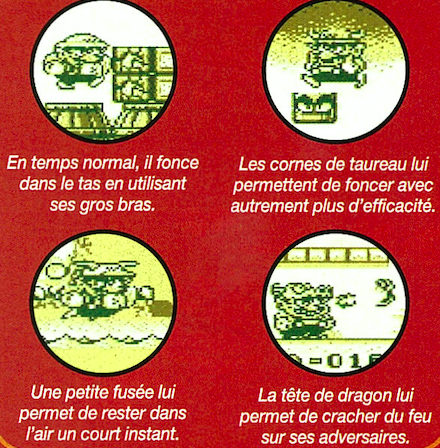 En temps normal, il fonce
dans le tas en utilisant
ses gros bras.
Les cornes de taureau lui
permettent de foncer avec
autrement plus d'efficacité.
Une petite fusée lui
permet de rester dans
l'air un court instant.
-016
La tête de dragon lui
permet de cracher du feu
sur ses adversaires.